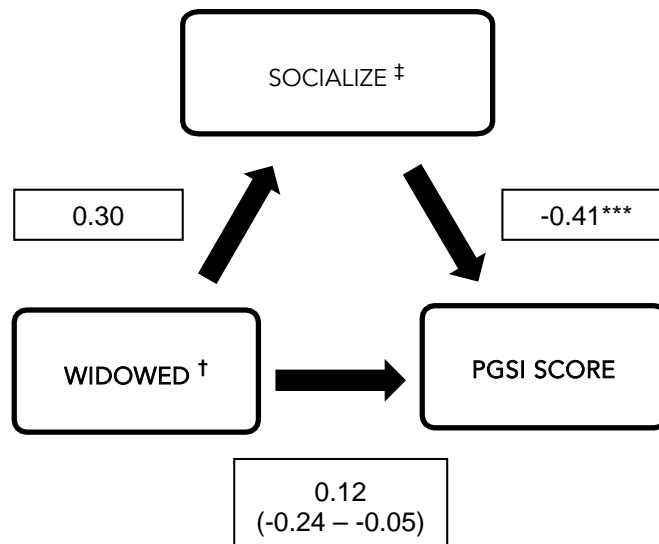 SOCIALIZE ‡
0.30
-0.41***
WIDOWED †
PGSI SCORE
0.12
(-0.24 – -0.05)